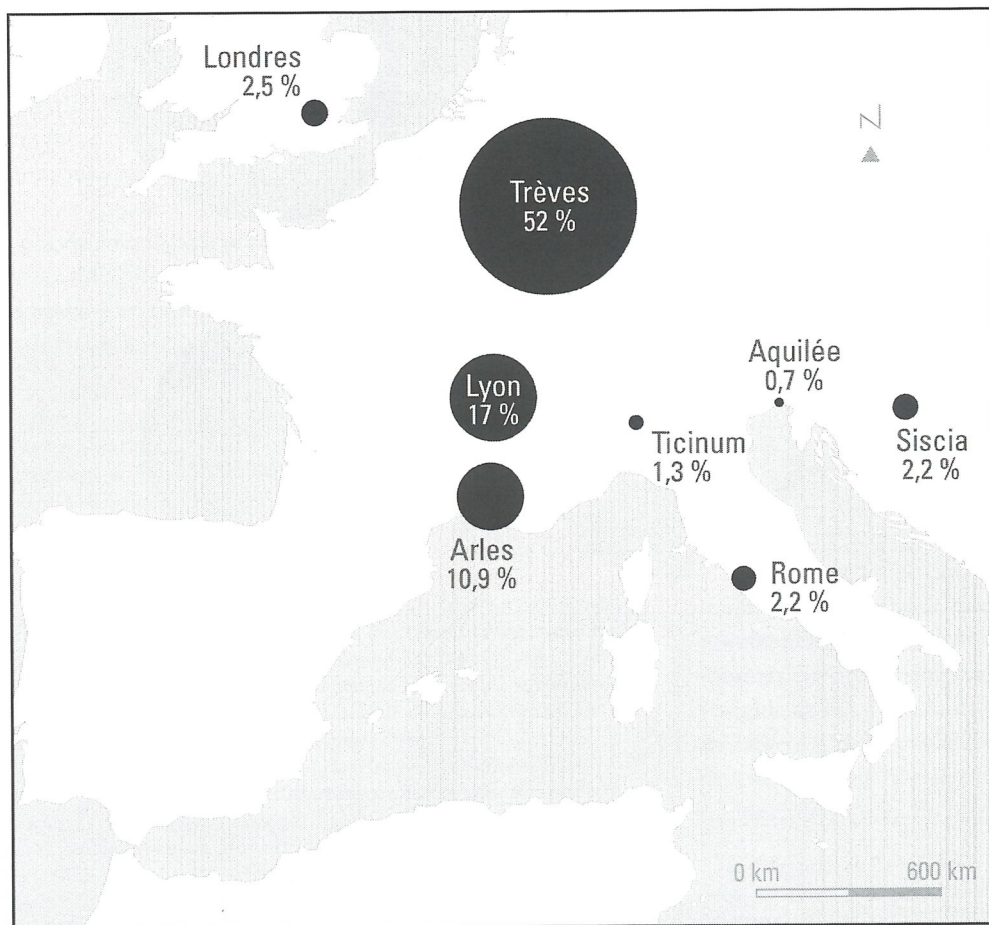 Londres
2,5 %
Z
Trèves
52 %
Aquilée
0,7 %
Lyon
17 %
Ticinum
1,3 %
Siscia
2,2 %
Arles
10,9 %
Rome
2,2 %
0 km
600 km